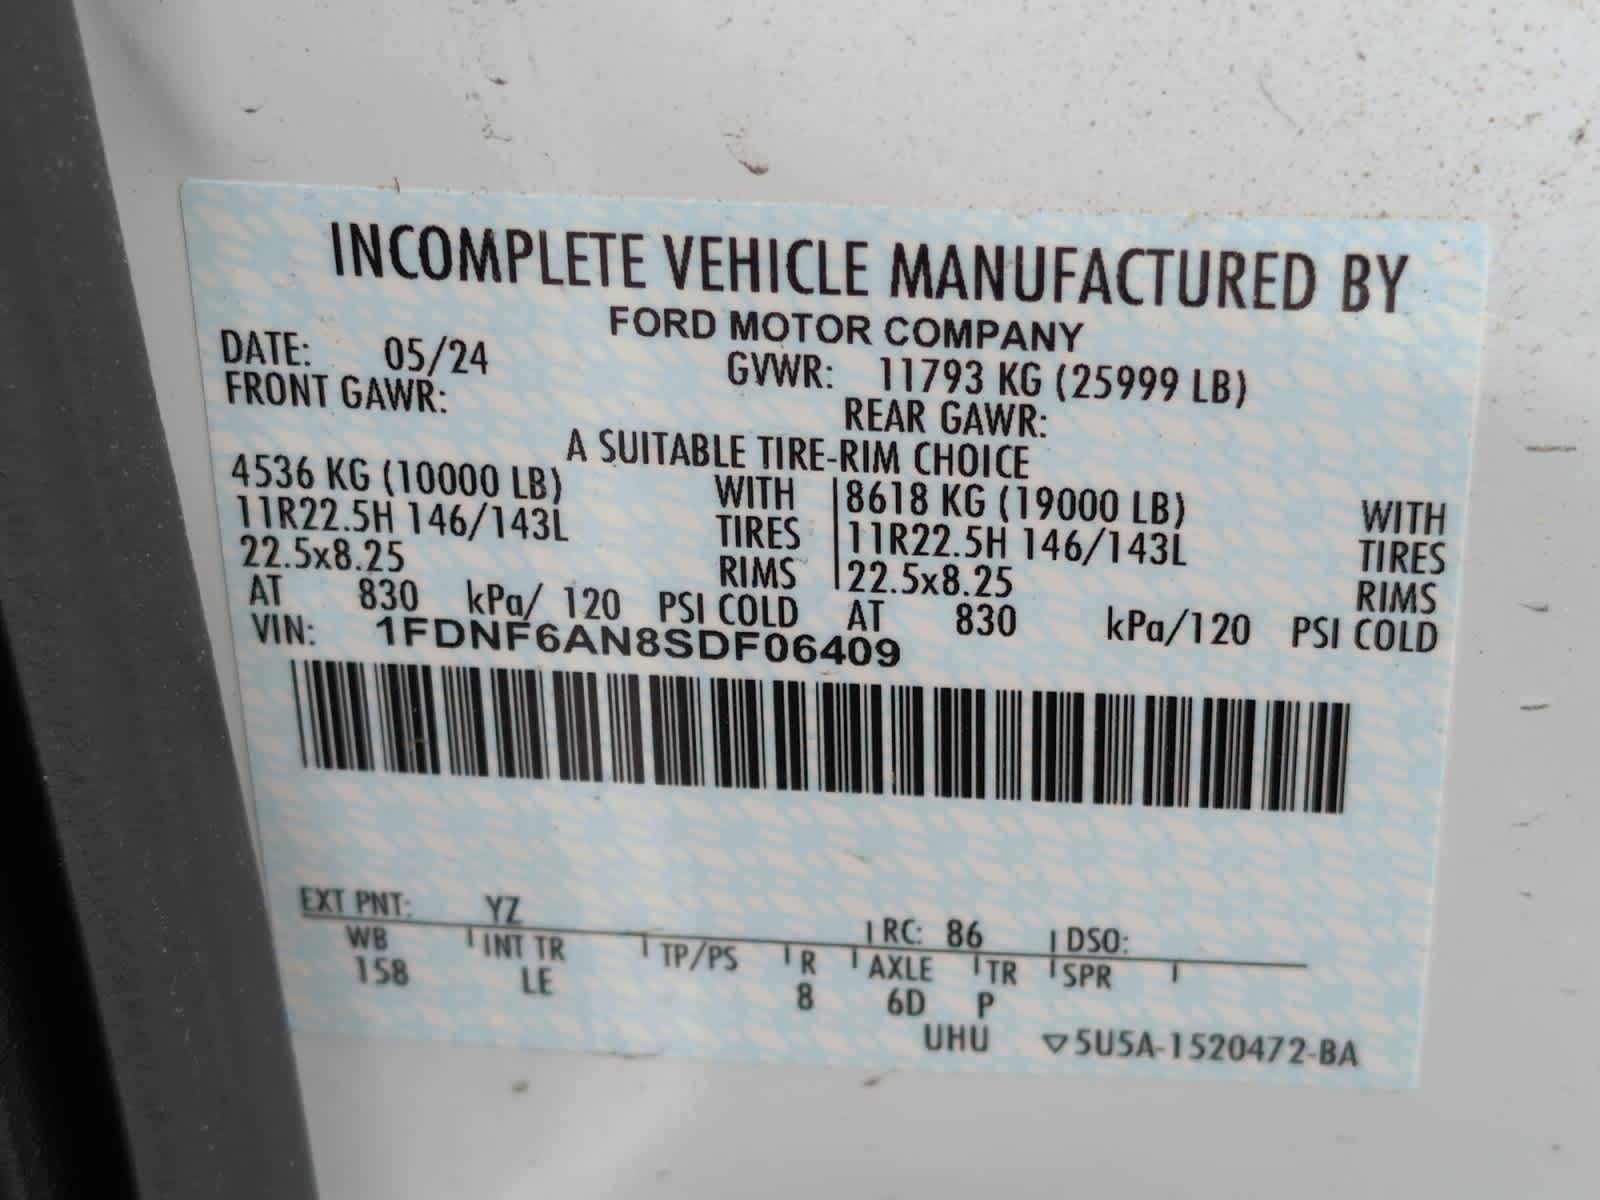 INCOMPLETE VEHICLE MANUFACTURED BY
FORD MOTOR COMPANY
DATE: 05/24 GVWR: 11793 KG (25999 LB)
FRONT GAWR: REAR GAWR:
A SUITABLE TIRE-RIM CHOICE
4536 KG (10000 LB) WITH 8618 KG (19000 LB) WITH
11R22.5H 146/143L TIRES 11R22.5H 146/143L TIRES
22.5x8.25 RIMS 22.5x8.25 RIMS
AT 830 kPa/ 120 PSI COLD AT 830 kPa/120 PSI COLD
VIN: 1FDNF6AN8SDF06409
EXT PNT: YZ RC: 86 DSO:
WB INT TR TP/PS R AXLE TR SPR
158 LE 8 6D P
UHU ▽5U5A-1520472-BA